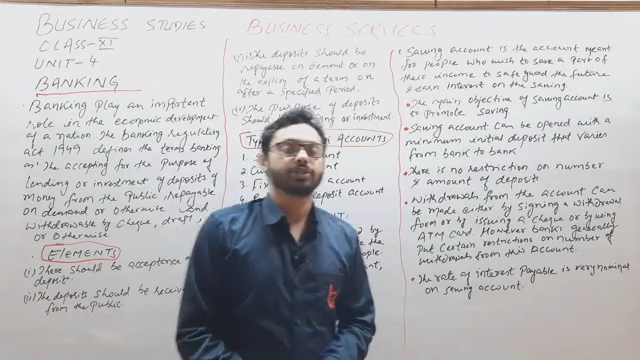 BUSINESS STUDIES
CLASS-XI
UNIT-4
BANKING
Banking play an important
role in the economic development
of a nation. The banking regulation
act 1949 defines the term banking
as: The accepting for the purpose of
lending or investment of deposits of
money from the Public, repayable
on demand or otherwise and
withdrawable by cheque, draft,
or otherwise
ELEMENTS
(i) There should be acceptance
deposit
(ii) The deposits should be
from the Public.
BUSINESS SERVICES
(iii) The deposits should be
repayable on demand or on
the expiry of a term on
after a specified Period.
(iv) The purpose of deposits
should investment
Accounts
1.
2.
3.
4. deposit account
by
the
Saving account is the account meant
for people who wish to save a part of
their income to safeguard the future
& earn interest on the saving
The main objective of saving account is
to promote saving.
Saving account can be opened with a
minimum initial deposit that varies
from bank to bank.
There is no restriction on number
& amount of deposits
Withdrawals from the account can
be made either by signing a withdrawal
form or by issuing a cheque or by using
ATM card. However banks generally
Put certain restrictions on number of
withdrawals from this account.
The rate of interest Payable is very nominal
on saving account.